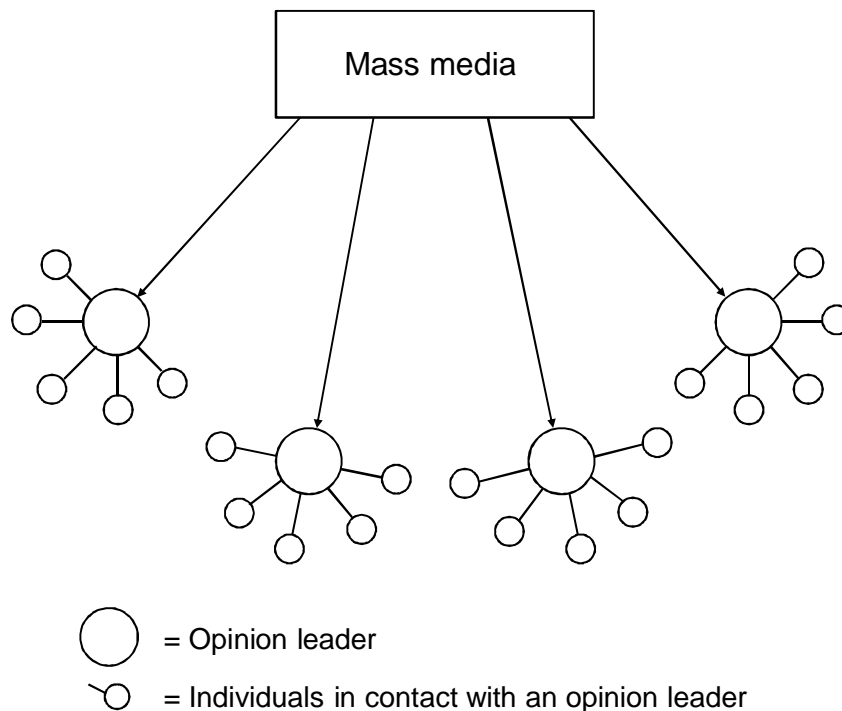 Mass media
= Opinion leader
= Individuals in contact with an opinion leader